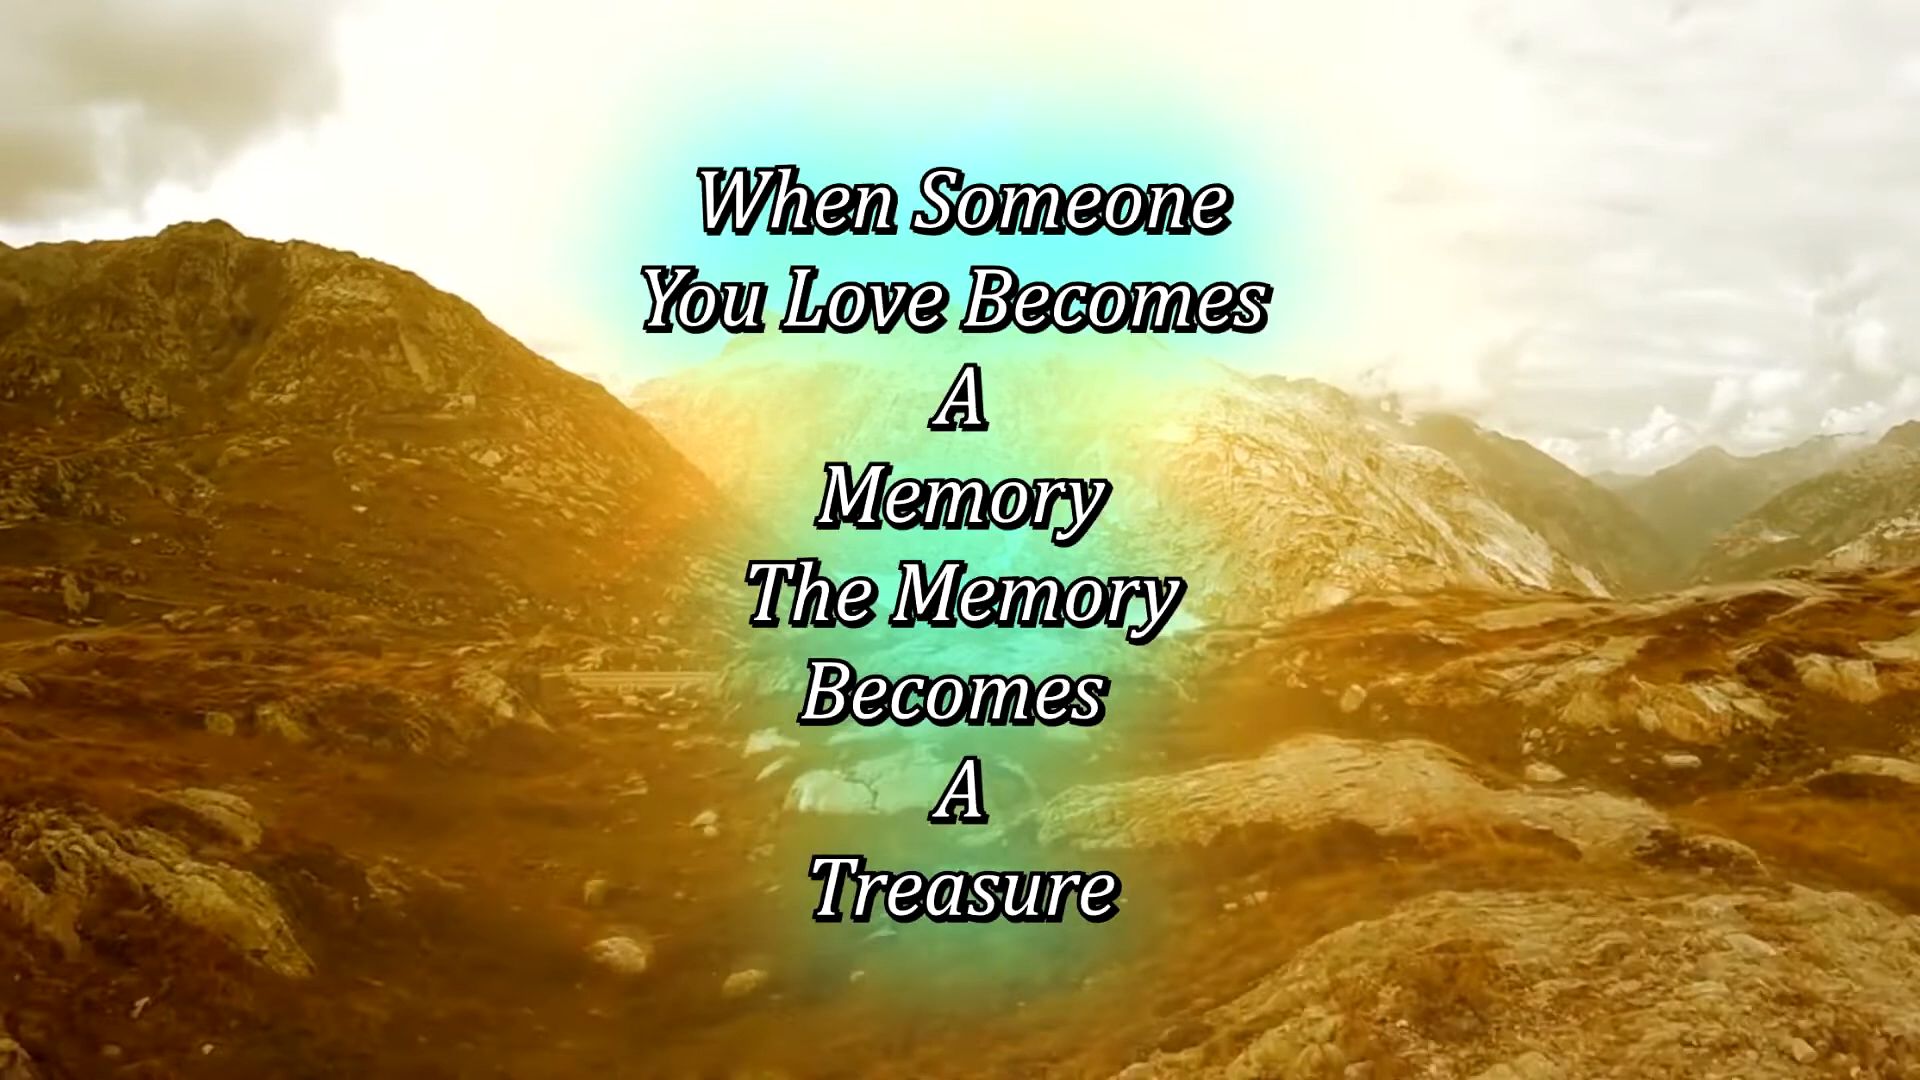 When Someone
You Love Becomes
A
Memory
The Memory
Becomes
A
Treasure